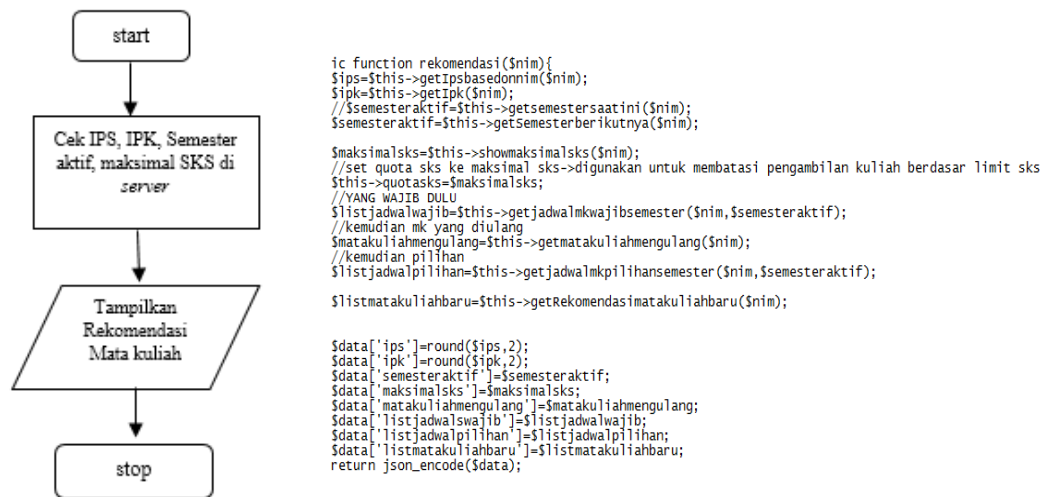 start
Cek IPS, IPK, Semester
aktif, maksimal SKS di
server
Tampilkan
Rekomendasi
Mata kuliah
stop
ic function rekomendasi($nim){
$ips=$this->getIpsbasedonnim($nim);
$ipk=$this->getIpk($nim);
//$semesteraktif=$this->getsemestersaatini($nim);
$semesteraktif=$this->getSemesterberikutnya($nim);
$maksimalsks=$this->showmaksimalsks($nim);
//set quota sks ke maksimal sks->digunakan untuk membatasi pengambilan kuliah berdasar limit sks
$this->quotasks=$maksimalsks;
//YANG WAJIB DULU
$listjadwalwajib=$this->getjadwalmkwajibsemester($nim,$semesteraktif);
//kemudian mk yang diulang
$matakuliahmengulang=$this->getmatakuliahmengulang($nim);
//kemudian pilihan
$listjadwalpilihan=$this->getjadwalmkpilihansemester($nim,$semesteraktif);
$listmatakuliahbaru=$this->getRekomendasimatakuliahbaru($nim);
$data['ips']=round($ips,2);
$data['ipk']=round($ipk,2);
$data['semesteraktif']=$semesteraktif;
$data['maksimalsks']=$maksimalsks;
$data['matakuliahmengulang']=$matakuliahmengulang;
$data['listjadwalswajib']=$listjadwalwajib;
$data['listjadwalpilihan']=$listjadwalpilihan;
$data['listmatakuliahbaru']=$listmatakuliahbaru;
return json_encode($data);